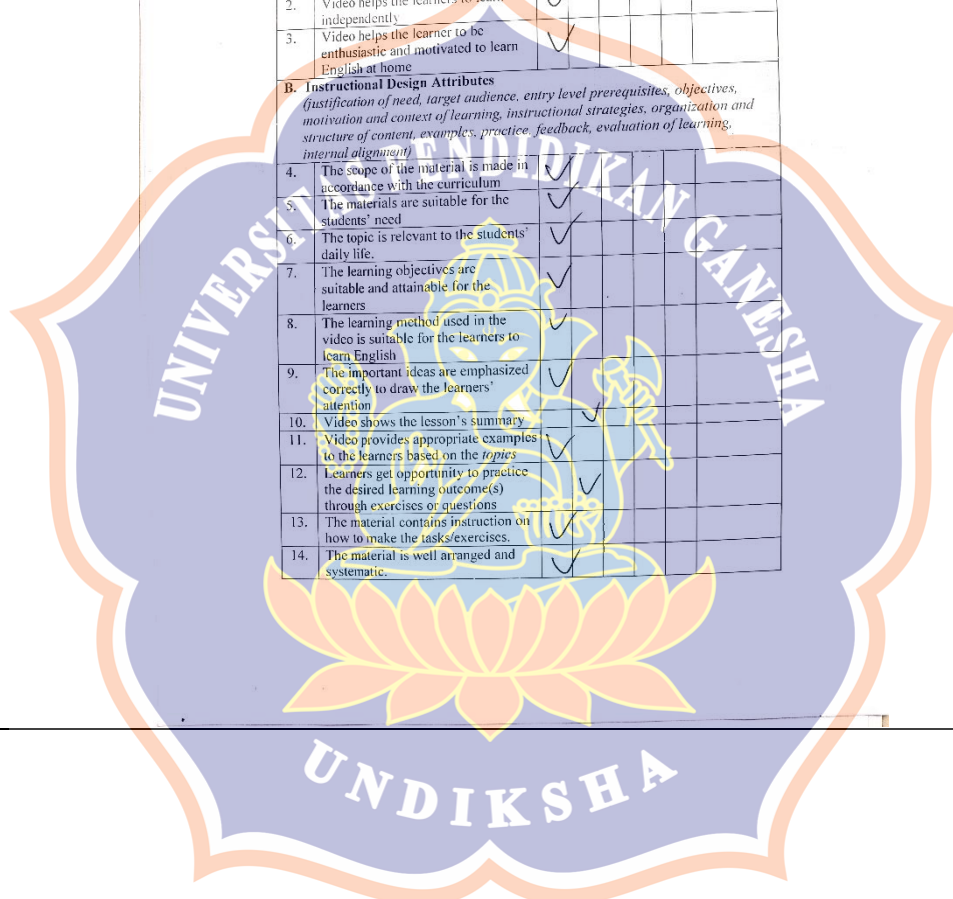 2. Video helps the learners to learn
independently
3. Video helps the learner to be
enthusiastic and motivated to learn
English at home
B. Instructional Design Attributes
(justification of need, target audience, entry level prerequisites, objectives,
motivation and context of learning, instructional strategies, organization and
structure of content, examples, practice, feedback, evaluation of learning,
internal alignment)
4. The scope of the material is made in
accordance with the curriculum
5. The materials are suitable for the
students' need
6. The topic is relevant to the students'
daily life.
7. The learning objectives are
suitable and attainable for the
learners
8. The learning method used in the
video is suitable for the learners to
learn English
9. The important ideas are emphasized
correctly to draw the learners'
attention
10. Video shows the lesson's summary
11. Video provides appropriate examples
to the learners based on the topics
12. Learners get opportunity to practice
the desired learning outcome(s)
through exercises or questions
13. The material contains instruction on
how to make the tasks/exercises.
14. The material is well arranged and
systematic.
UNIVERSITAS PENDIDIKAN GANESHA
UNDIKSHA